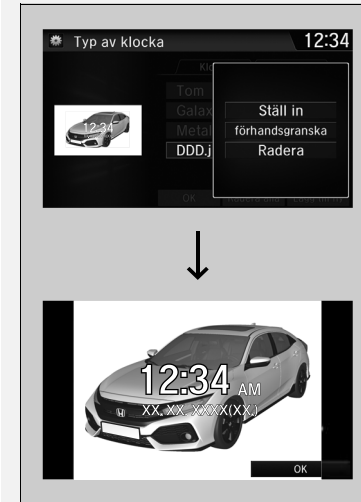 Typ av klocka
12:34
Klo
Tom
Galax
Metal
DDD.j
Ställ in
förhandsgranska
Radera
12:34
OK
12:34 AM
XX. XX. XXXX(XX.)
OK